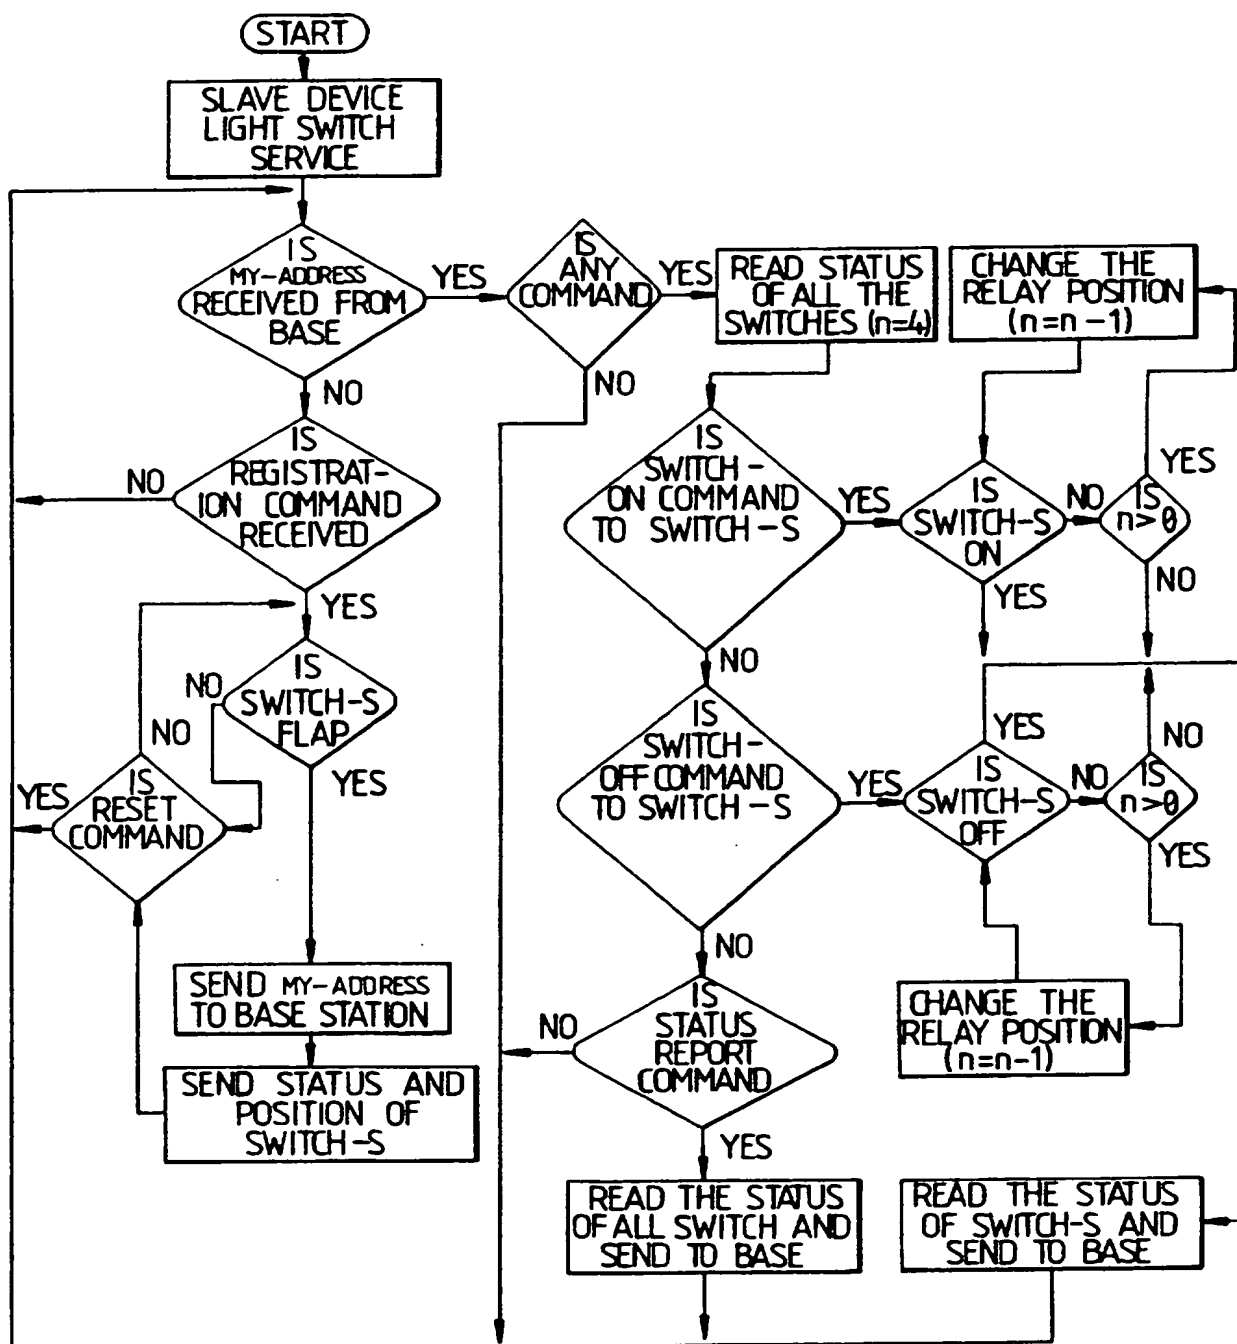 START
SLAVE DEVICE
LIGHT SWITCH
SERVICE
IS
MY-ADDRESS
RECEIVED FROM
BASE
YES
NO
IS
ANY
COMMAND
YES
NO
READ STATUS
OF ALL THE
SWITCHES (n=4)
CHANGE THE
RELAY POSITION
(n=n-1)
IS
REGISTRAT-
ION COMMAND
RECEIVED
NO
YES
IS
SWITCH-
ON COMMAND
TO SWITCH-S
YES
NO
IS
SWITCH-S
ON
NO
YES
IS
n>0
YES
NO
IS
SWITCH-S
FLAP
NO
YES
IS
RESET
COMMAND
NO
YES
IS
SWITCH-
OFF COMMAND
TO SWITCH-S
YES
NO
IS
SWITCH-S
OFF
YES
NO
IS
n>0
NO
YES
SEND MY-ADDRESS
TO BASE STATION
SEND STATUS AND
POSITION OF
SWITCH-S
IS
STATUS
REPORT
COMMAND
NO
YES
CHANGE THE
RELAY POSITION
(n=n-1)
READ THE STATUS
OF ALL SWITCH AND
SEND TO BASE
READ THE STATUS
OF SWITCH-S AND
SEND TO BASE